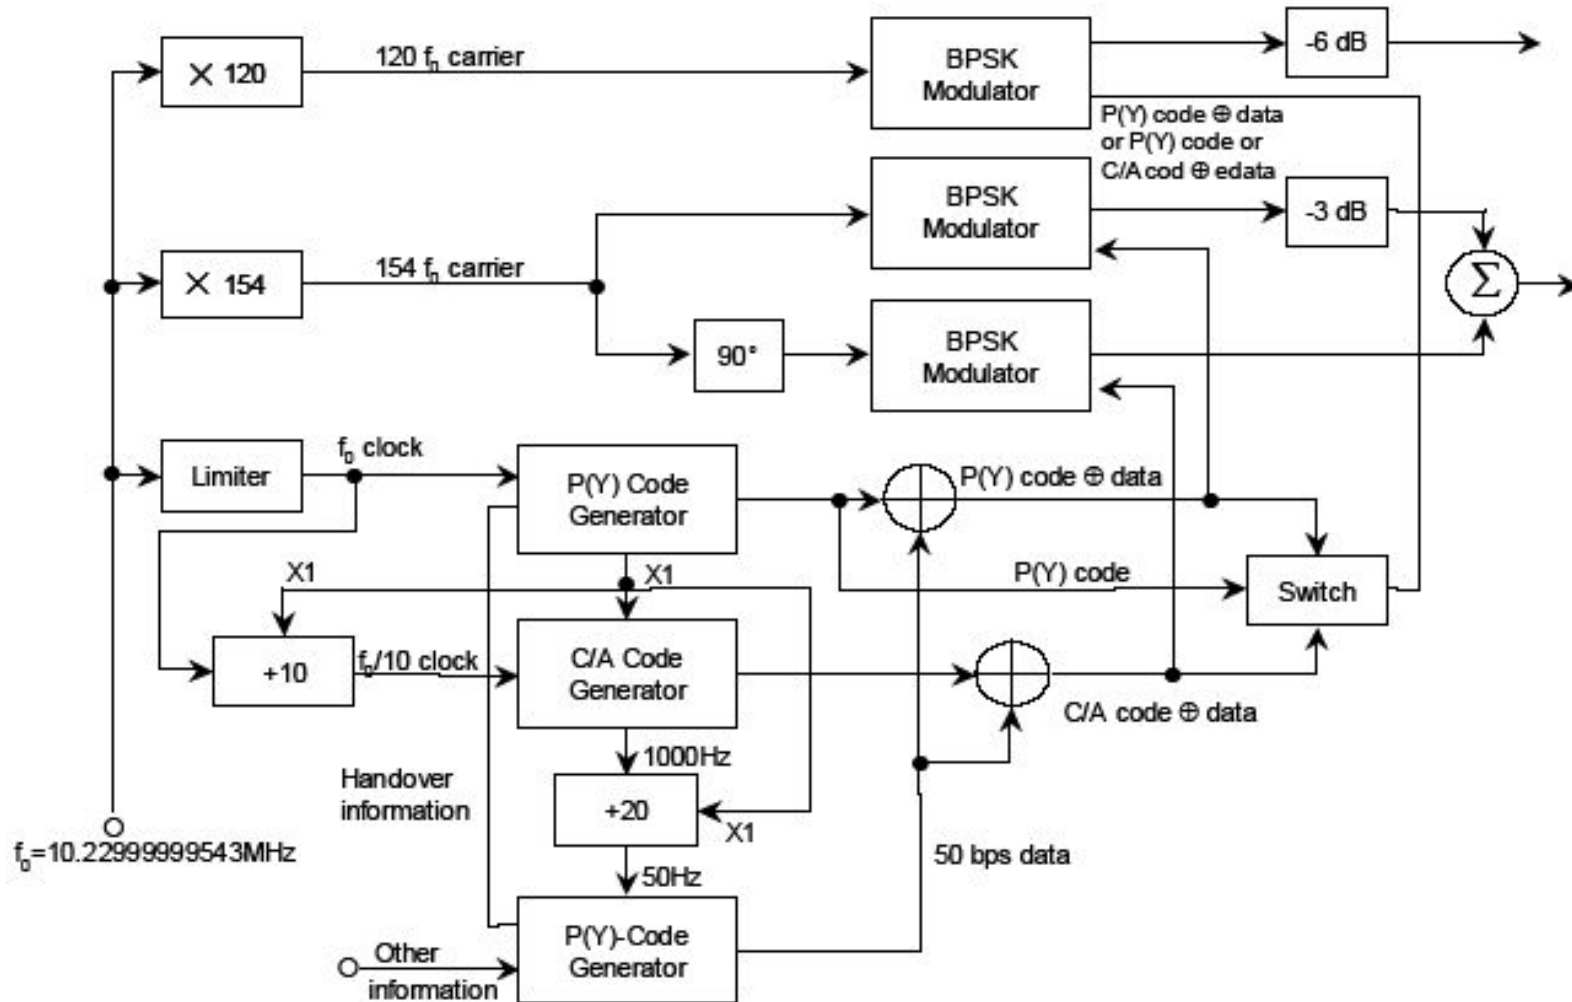 × 120
120 f₀ carrier
BPSK
Modulator
-6 dB
P(Y) code ⊕ data
or P(Y) code or
C/A cod ⊕ edata
× 154
154 f₀ carrier
BPSK
Modulator
-3 dB
Σ
90°
BPSK
Modulator
Limiter
f₀ clock
P(Y) Code
Generator
P(Y) code ⊕ data
X1
X1
P(Y) code
Switch
+10
f₀/10 clock
C/A Code
Generator
C/A code ⊕ data
1000Hz
Handover
information
+20
X1
f₀=10.22999999543MHz
50 bps data
50Hz
P(Y)-Code
Generator
Other
information